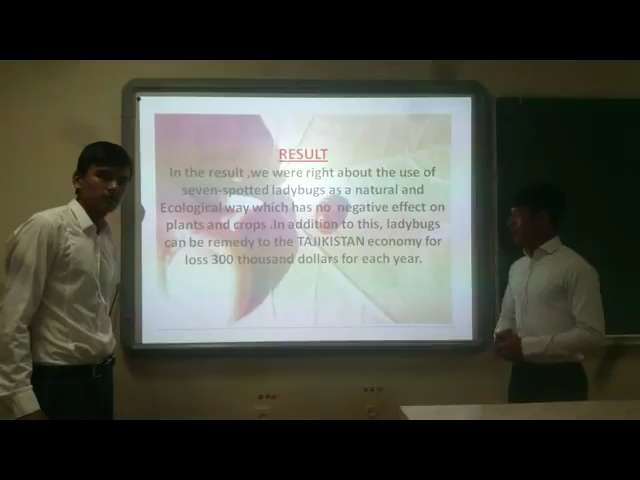 RESULT
In the result ,we were right about the use of
seven-spotted ladybugs as a natural and
Ecological way which has no negative effect on
plants and crops .In addition to this, ladybugs
can be remedy to the TAJIKISTAN economy for
loss 300 thousand dollars for each year.